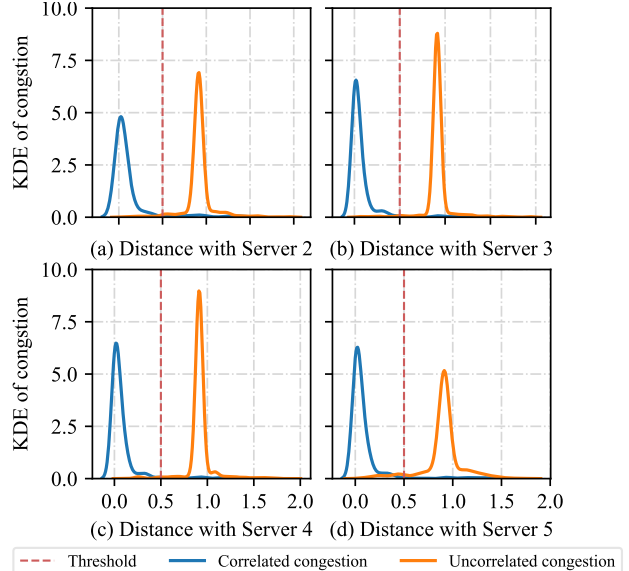 10.0
7.5
5.0
2.5
0.0
KDE of congstion
(a) Distance with Server 2
(b) Distance with Server 3
10.0
7.5
5.0
2.5
0.0
KDE of congstion
0.0 0.5 1.0 1.5 2.0
0.0 0.5 1.0 1.5 2.0
(c) Distance with Server 4
(d) Distance with Server 5
Threshold
Correlated congestion
Uncorrelated congestion